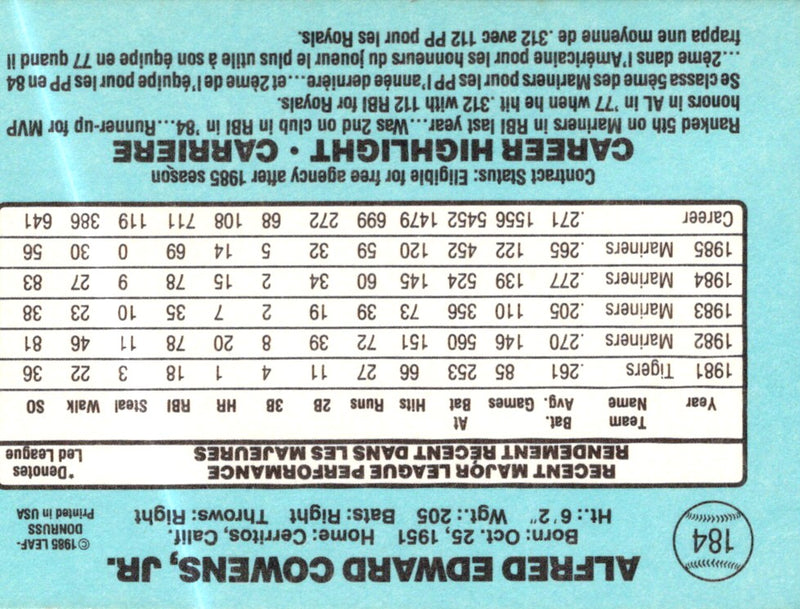 184
ALFRED EDWARD COWENS, JR.
Born: Oct. 25, 1951 Home: Cerritos, Calif.
Ht.: 6'2" Wgt.: 205 Bats: Right Throws: Right
©1985 LEAF-
DONRUSS
Printed in USA
RECENT MAJOR LEAGUE PERFORMANCE
RENDEMENT RÉCENT DANS LES MAJEURES
*Denotes
Led League
Year Team Name Bat. Avg. Games At Bat Hits Runs 2B 3B HR RBI Steal Walk SO
1981 Tigers .261 85 253 66 27 11 4 1 18 3 22 36
1982 Mariners .270 146 560 151 72 39 8 20 78 11 46 81
1983 Mariners .205 110 356 73 39 19 2 7 35 10 23 38
1984 Mariners .277 139 524 145 60 34 2 15 78 9 27 83
1985 Mariners .265 122 452 120 59 32 5 14 69 0 30 56
Career .271 1556 5452 1479 699 272 68 108 711 119 386 641
Contract Status: Eligible for free agency after 1985 season
CAREER HIGHLIGHT • CARRIÈRE
Ranked 5th on Mariners in RBI last year...Was 2nd on club in RBI in '84...Runner-up for MVP
honors in AL in '77 when he hit .312 with 112 RBI for Royals.
Se classa 5ème des Mariners pour les PP l'année dernière...et 2ème de l'équipe pour les PP en 84
...2ème dans l'Américaine pour les honneurs du joueur le plus utile à son équipe en 77 quand il
frappa une moyenne de .312 avec 112 PP pour les Royals.